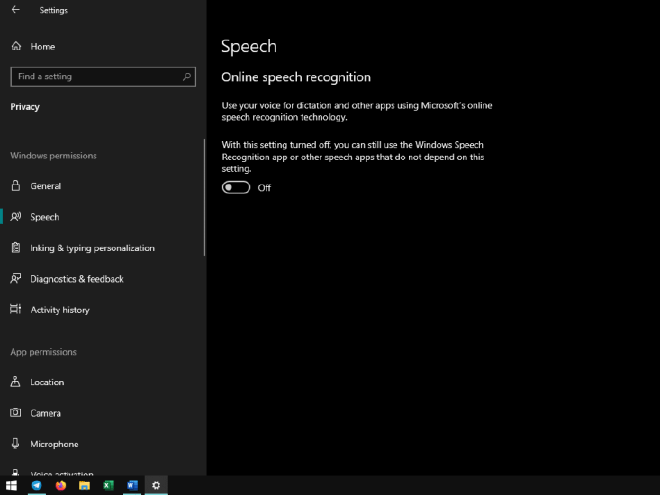 Settings
Home
Find a setting
Privacy
Windows permissions
General
Speech
Inking & typing personalization
Diagnostics & feedback
Activity history
App permissions
Location
Camera
Microphone
Voice activation
Speech
Online speech recognition
Use your voice for dictation and other apps using Microsoft's online
speech recognition technology.
With this setting turned off, you can still use the Windows Speech
Recognition app or other speech apps that do not depend on this
setting.
Off